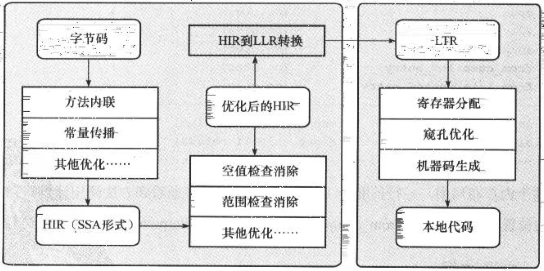 字节码
方法内联
常量传播
其他优化……
HIR（SSA形式）
HIR到LLR转换
优化后的HIR
空值检查消除
范围检查消除
其他优化……
LTR
寄存器分配
窥孔优化
机器码生成
本地代码